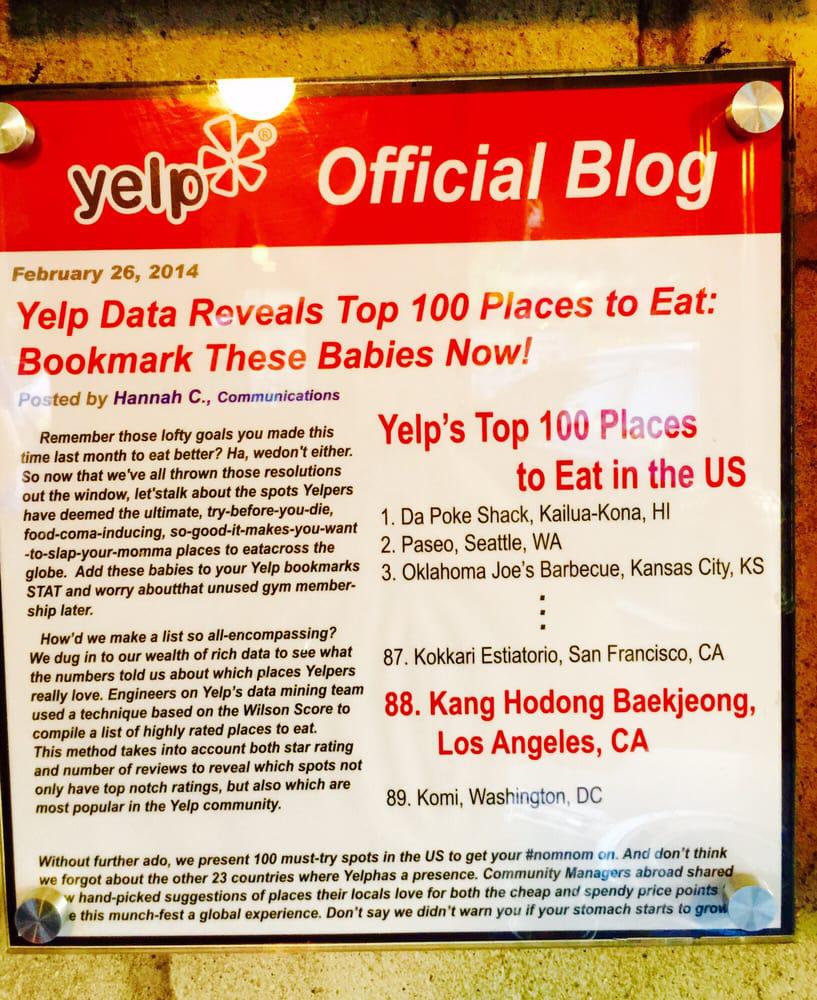 yelp® Official Blog
February 26, 2014
Yelp Data Reveals Top 100 Places to Eat:
Bookmark These Babies Now!
Posted by Hannah C., Communications
Remember those lofty goals you made this
time last month to eat better? Ha, wedon't either.
So now that we've all thrown those resolutions
out the window, let'stalk about the spots Yelpers
have deemed the ultimate, try-before-you-die,
food-coma-inducing, so-good-it-makes-you-want
-to-slap-your-momma places to eatacross the
globe. Add these babies to your Yelp bookmarks
STAT and worry aboutthat unused gym member-
ship later.
How'd we make a list so all-encompassing?
We dug in to our wealth of rich data to see what
the numbers told us about which places Yelpers
really love. Engineers on Yelp's data mining team
used a technique based on the Wilson Score to
compile a list of highly rated places to eat.
This method takes into account both star rating
and number of reviews to reveal which spots not
only have top notch ratings, but also which are
most popular in the Yelp community.
Yelp's Top 100 Places
to Eat in the US
1. Da Poke Shack, Kailua-Kona, HI
2. Paseo, Seattle, WA
3. Oklahoma Joe's Barbecue, Kansas City, KS
87. Kokkari Estiatorio, San Francisco, CA
88. Kang Hodong Baekjeong,
Los Angeles, CA
89. Komi, Washington, DC
Without further ado, we present 100 must-try spots in the US to get your #nomnom on. And don't think
we forgot about the other 23 countries where Yelphas a presence. Community Managers abroad shared
hand-picked suggestions of places their locals love for both the cheap and spendy price points
this munch-fest a global experience. Don't say we didn't warn you if your stomach starts to